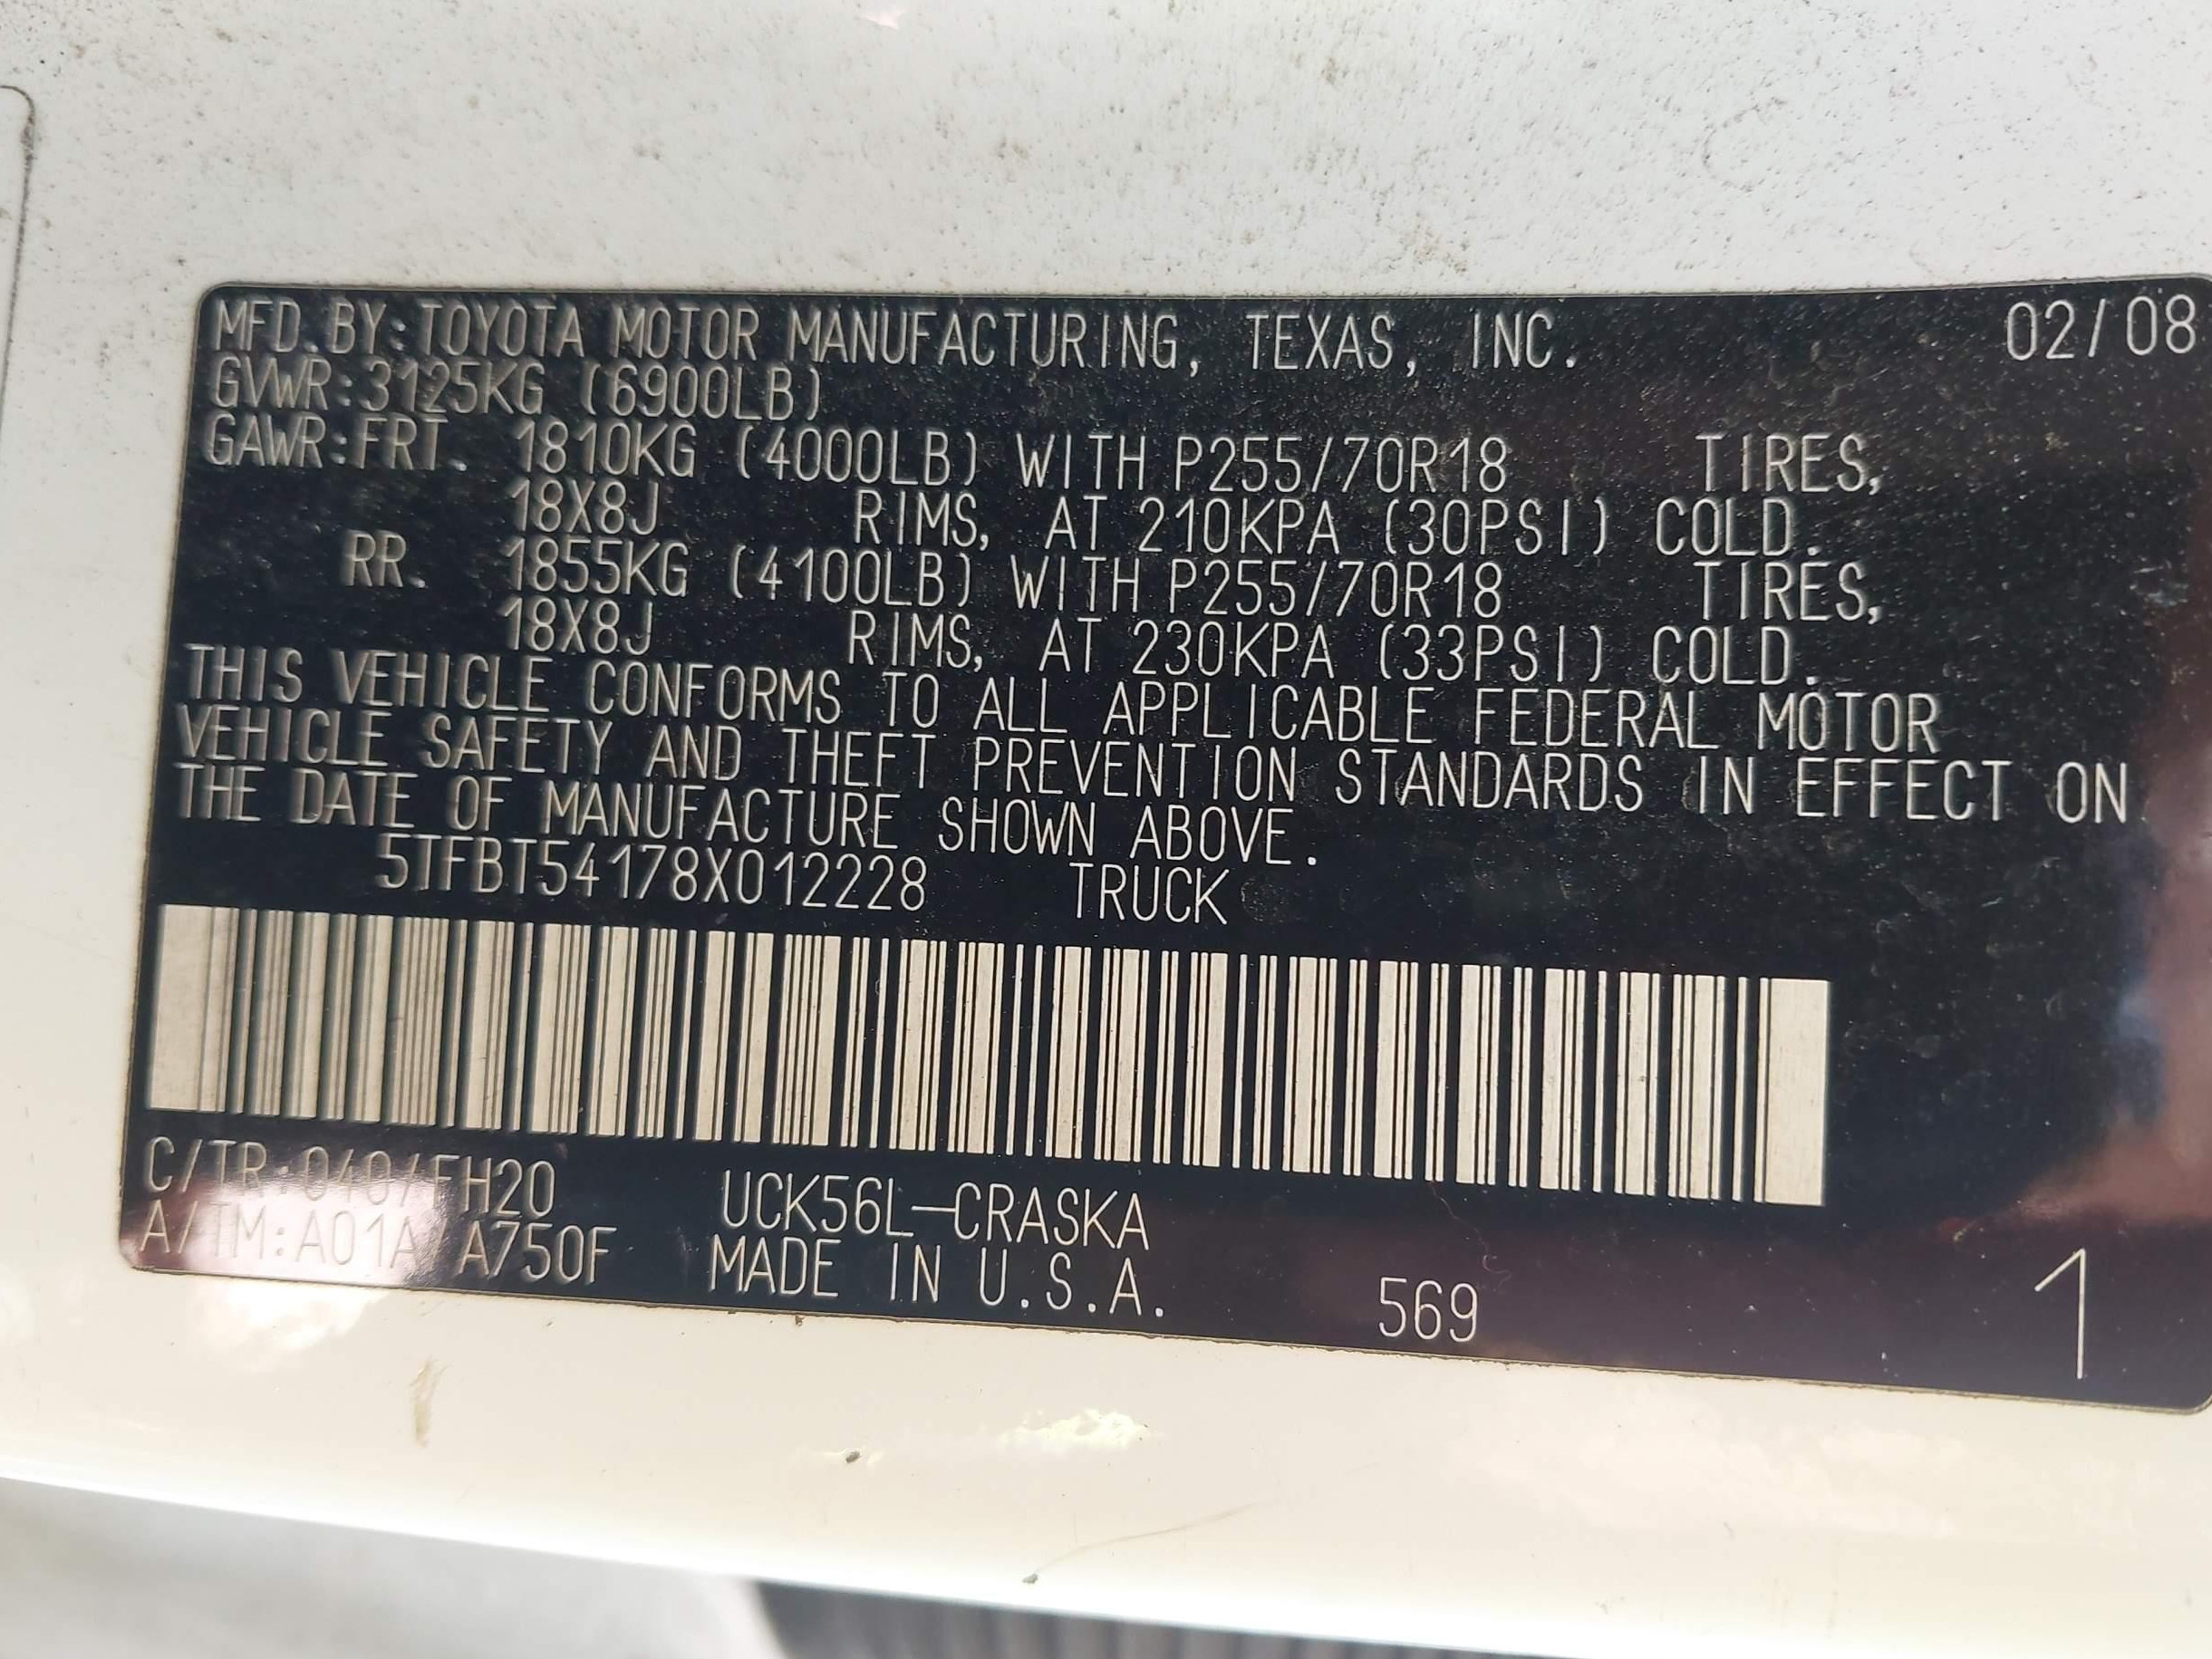 MFD.BY:TOYOTA MOTOR MANUFACTURING, TEXAS, INC. 02/08
GVWR:3125KG (6900LB)
GAWR:FRT. 1810KG (4000LB) WITH P255/70R18 TIRES,
18X8J RIMS, AT 210KPA (30PSI) COLD.
RR. 1855KG (4100LB) WITH P255/70R18 TIRES,
18X8J RIMS, AT 230KPA (33PSI) COLD.
THIS VEHICLE CONFORMS TO ALL APPLICABLE FEDERAL MOTOR
VEHICLE SAFETY AND THEFT PREVENTION STANDARDS IN EFFECT ON
THE DATE OF MANUFACTURE SHOWN ABOVE.
5TFBT54178X012228 TRUCK
C/TR:040/FH20 UCK56L-CRASKA
A/TM:A01A/A750F MADE IN U.S.A. 569 1